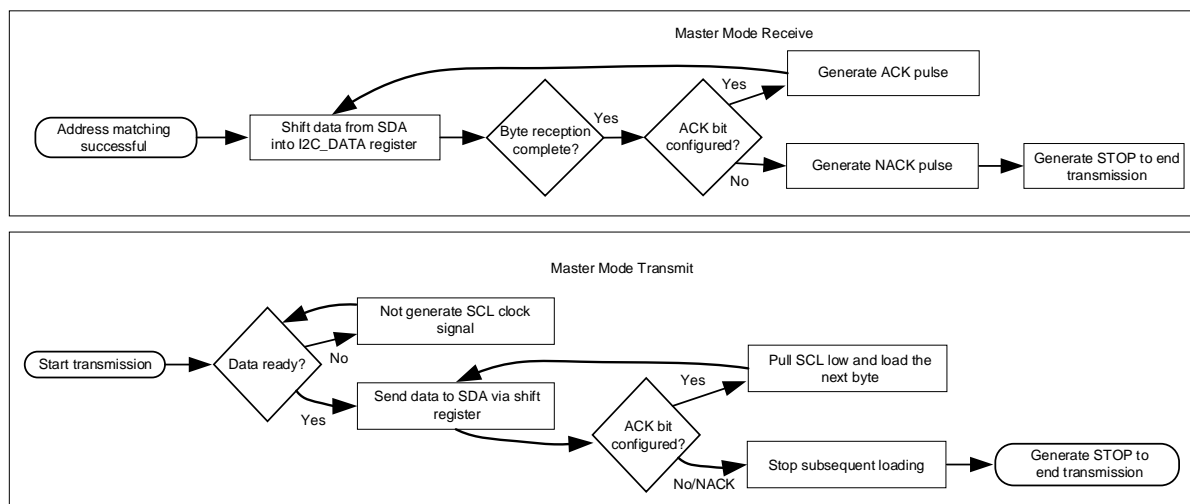 Master Mode Receive
Address matching
successful
Shift data from SDA
into I2C_DATA register
Byte reception
complete?
Yes
ACK bit
configured?
Yes
Generate ACK pulse
No
Generate NACK pulse
Generate STOP to end
transmission
Master Mode Transmit
Start transmission
Data ready?
No
Not generate SCL clock
signal
Yes
Send data to SDA via shift
register
ACK bit
configured?
Yes
Pull SCL low and load the
next byte
No/NACK
Stop subsequent loading
Generate STOP to
end transmission